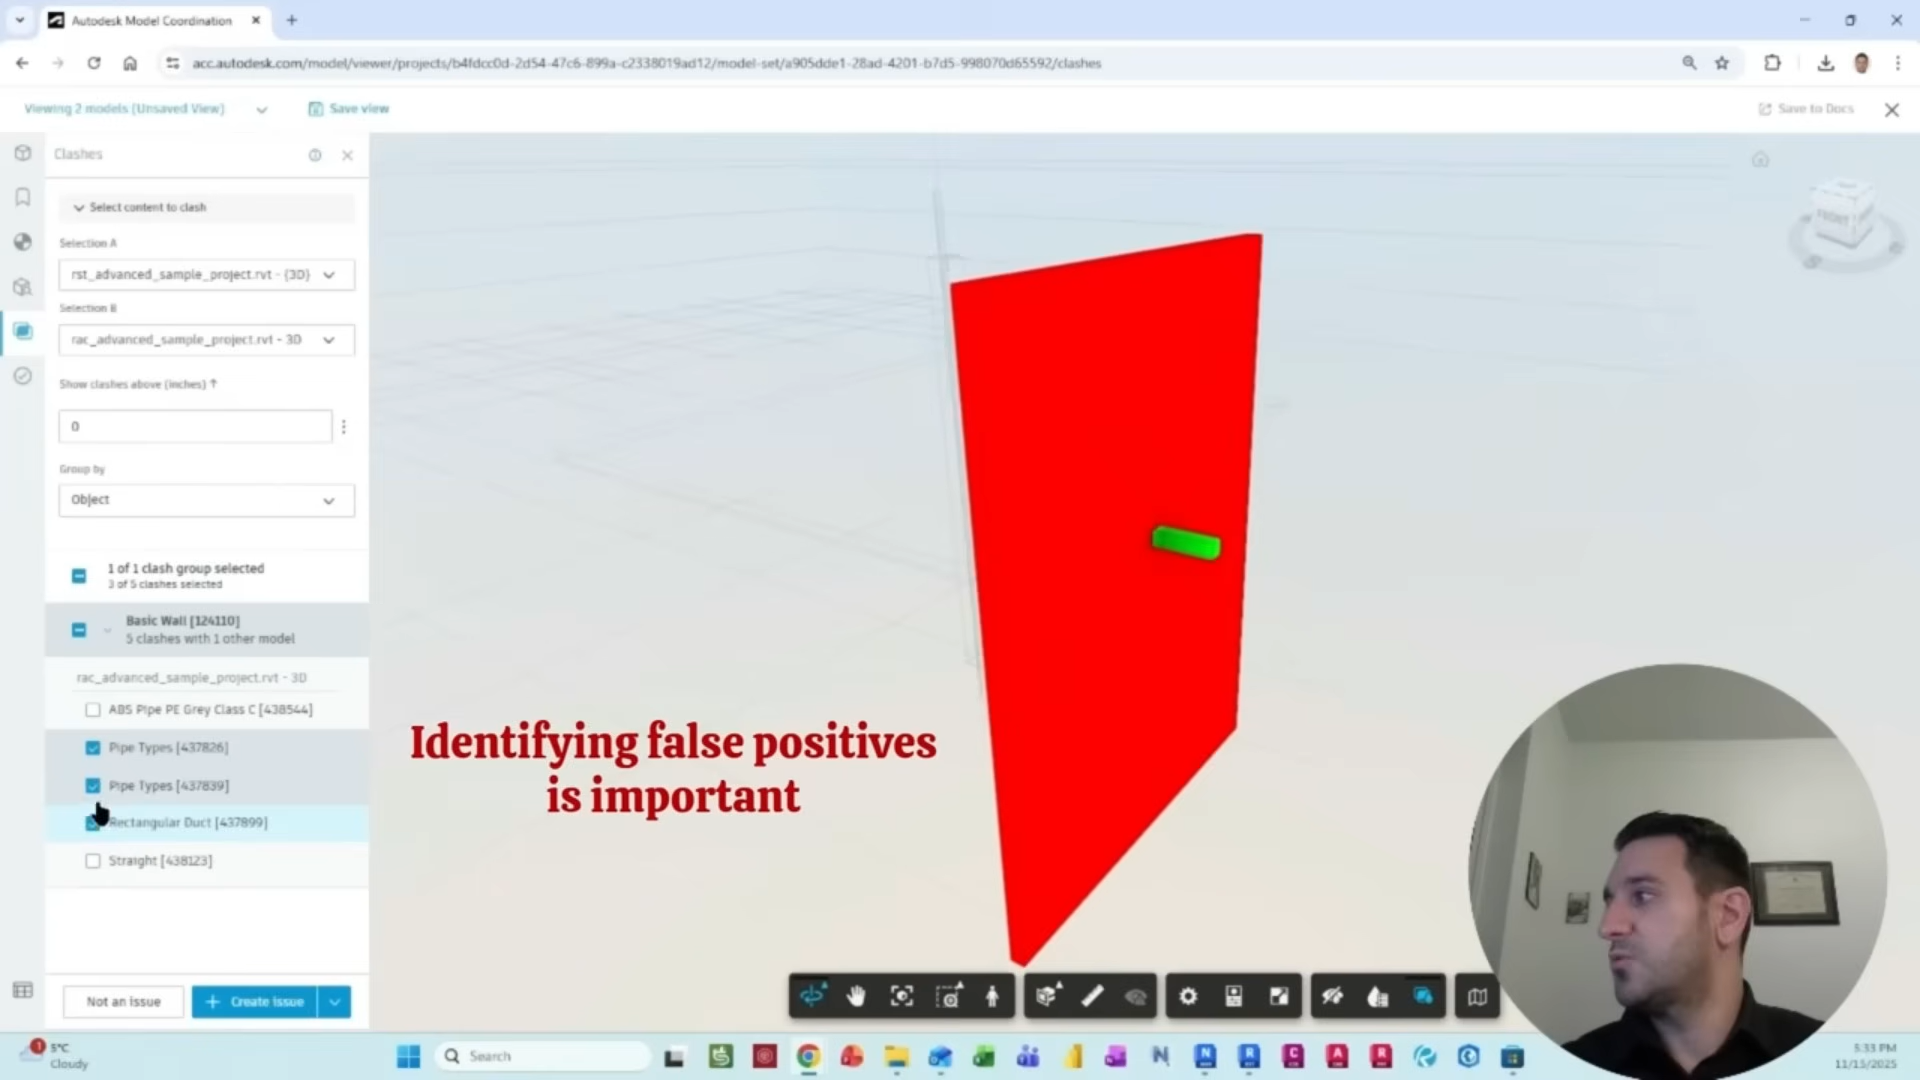 Autodesk Model Coordination
acc.autodesk.com/model/viewer/projects/b4fdcc0d-2d54-47c6-899a-c2338019ad12/model-set/a905dde1-28ad-4201-b7d5-998070d65592/clashes
Viewing 2 models (Unsaved View)
Save view
Save to Docs
Clashes
Select content to clash
Selection A
rst_advanced_sample_project.rvt - {3D}
Selection B
rac_advanced_sample_project.rvt - 3D
Show clashes above (inches) ↑
0
Group by
Object
1 of 1 clash group selected
3 of 5 clashes selected
Basic Wall [124110]
5 clashes with 1 other model
rac_advanced_sample_project.rvt - 3D
ABS Pipe PE Grey Class C [438544]
Pipe Types [437826]
Pipe Types [437839]
Rectangular Duct [437899]
Straight [438123]
Not an issue
+ Create issue
FRONT
Identifying false positives
is important
1
5°C
Cloudy
Search
5:33 PM
11/15/2025